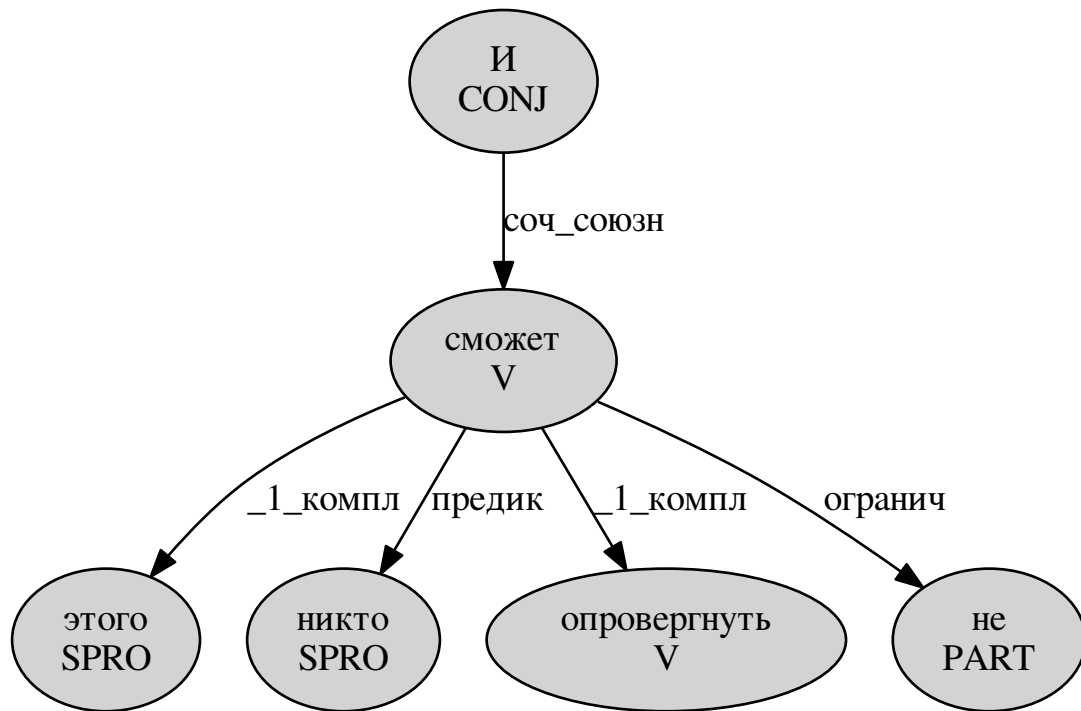 И
CONJ
соч_союзн
сможет
V
_1_компл
предик
_1_компл
огранич
этого
SPRO
никто
SPRO
опровергнуть
V
не
PART